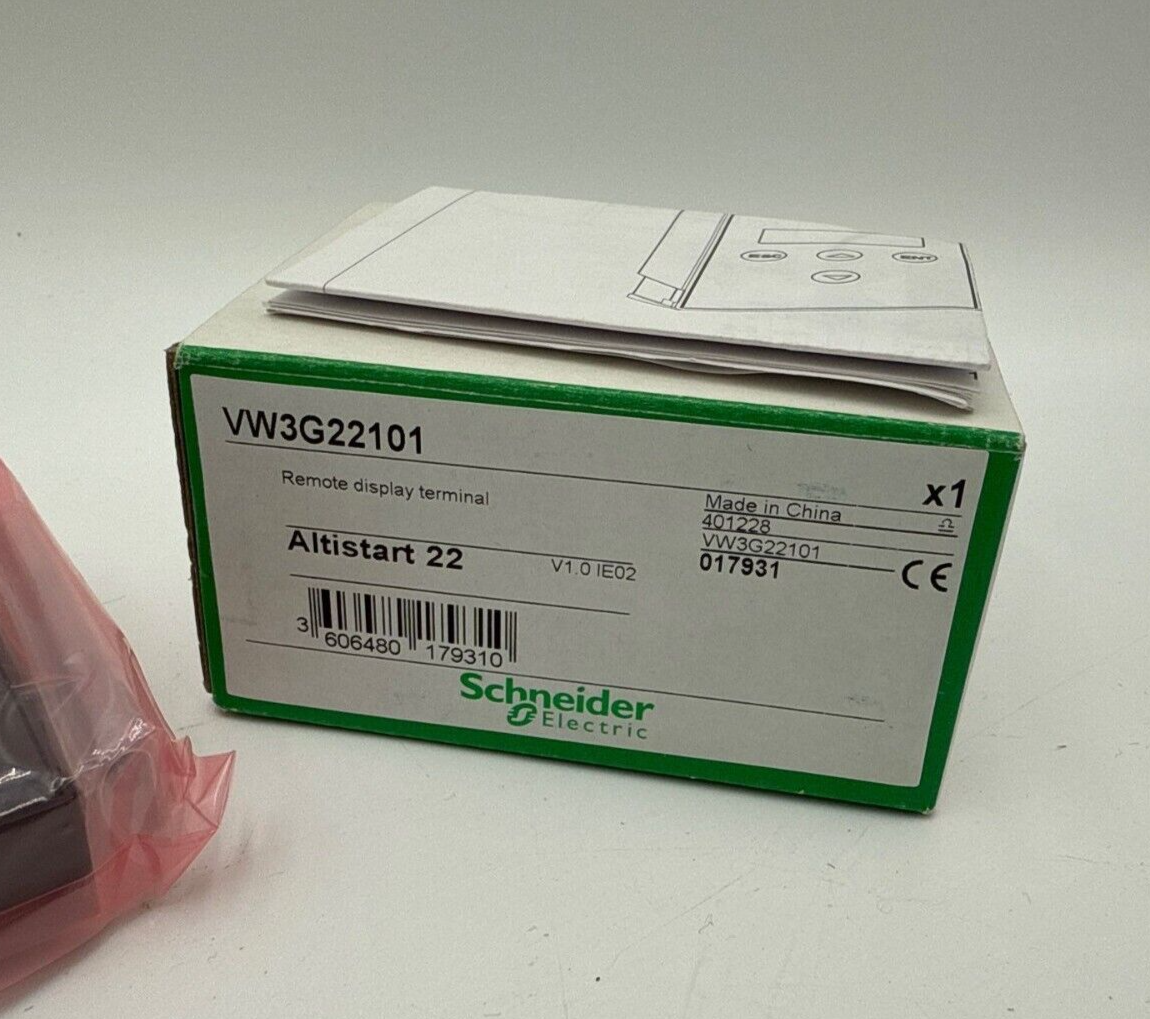 ESC
ENT
VW3G22101
x1
Remote display terminal
Made in China
401228
VW3G22101
017931
CE
Altistart 22
V1.0 IE02
3 606480 179310
Schneider
Electric